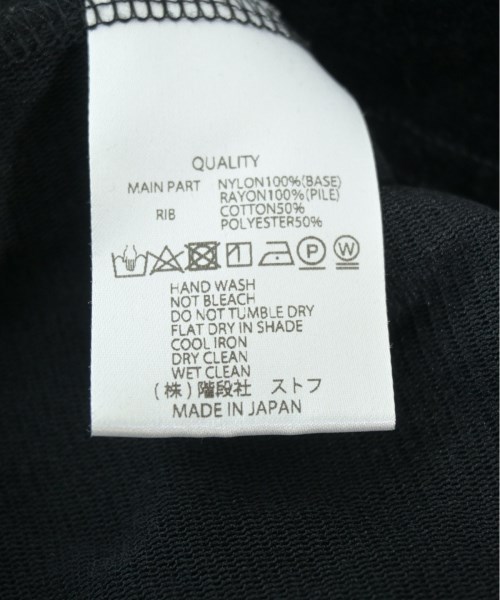 QUALITY
MAIN PART NYLON100%(BASE)
RAYON100%(PILE)
RIB COTTON50%
POLYESTER50%
P W
HAND WASH
NOT BLEACH
DO NOT TUMBLE DRY
FLAT DRY IN SHADE
COOL IRON
DRY CLEAN
WET CLEAN
(株)階段社 ストフ
MADE IN JAPAN